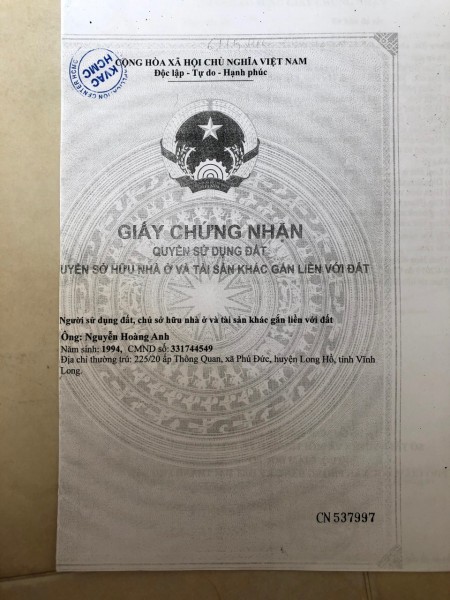 CỘNG HÒA XÃ HỘI CHỦ NGHĨA VIỆT NAM
Độc lập - Tự do - Hạnh phúc
KVAC
HCMC
GIẤY CHỨNG NHẬN
QUYỀN SỬ DỤNG ĐẤT
UYỀN SỞ HỮU NHÀ Ở VÀ TÀI SẢN KHÁC GẮN LIỀN VỚI ĐẤT
Người sử dụng đất, chủ sở hữu nhà ở và tài sản khác gắn liền với đất
Ông: Nguyễn Hoàng Anh
Năm sinh: 1994, CMND số: 331744549
Địa chỉ thường trú: 225/20 ấp Thông Quan, xã Phú Đức, huyện Long Hồ, tỉnh Vĩnh
Long.
CN 537997